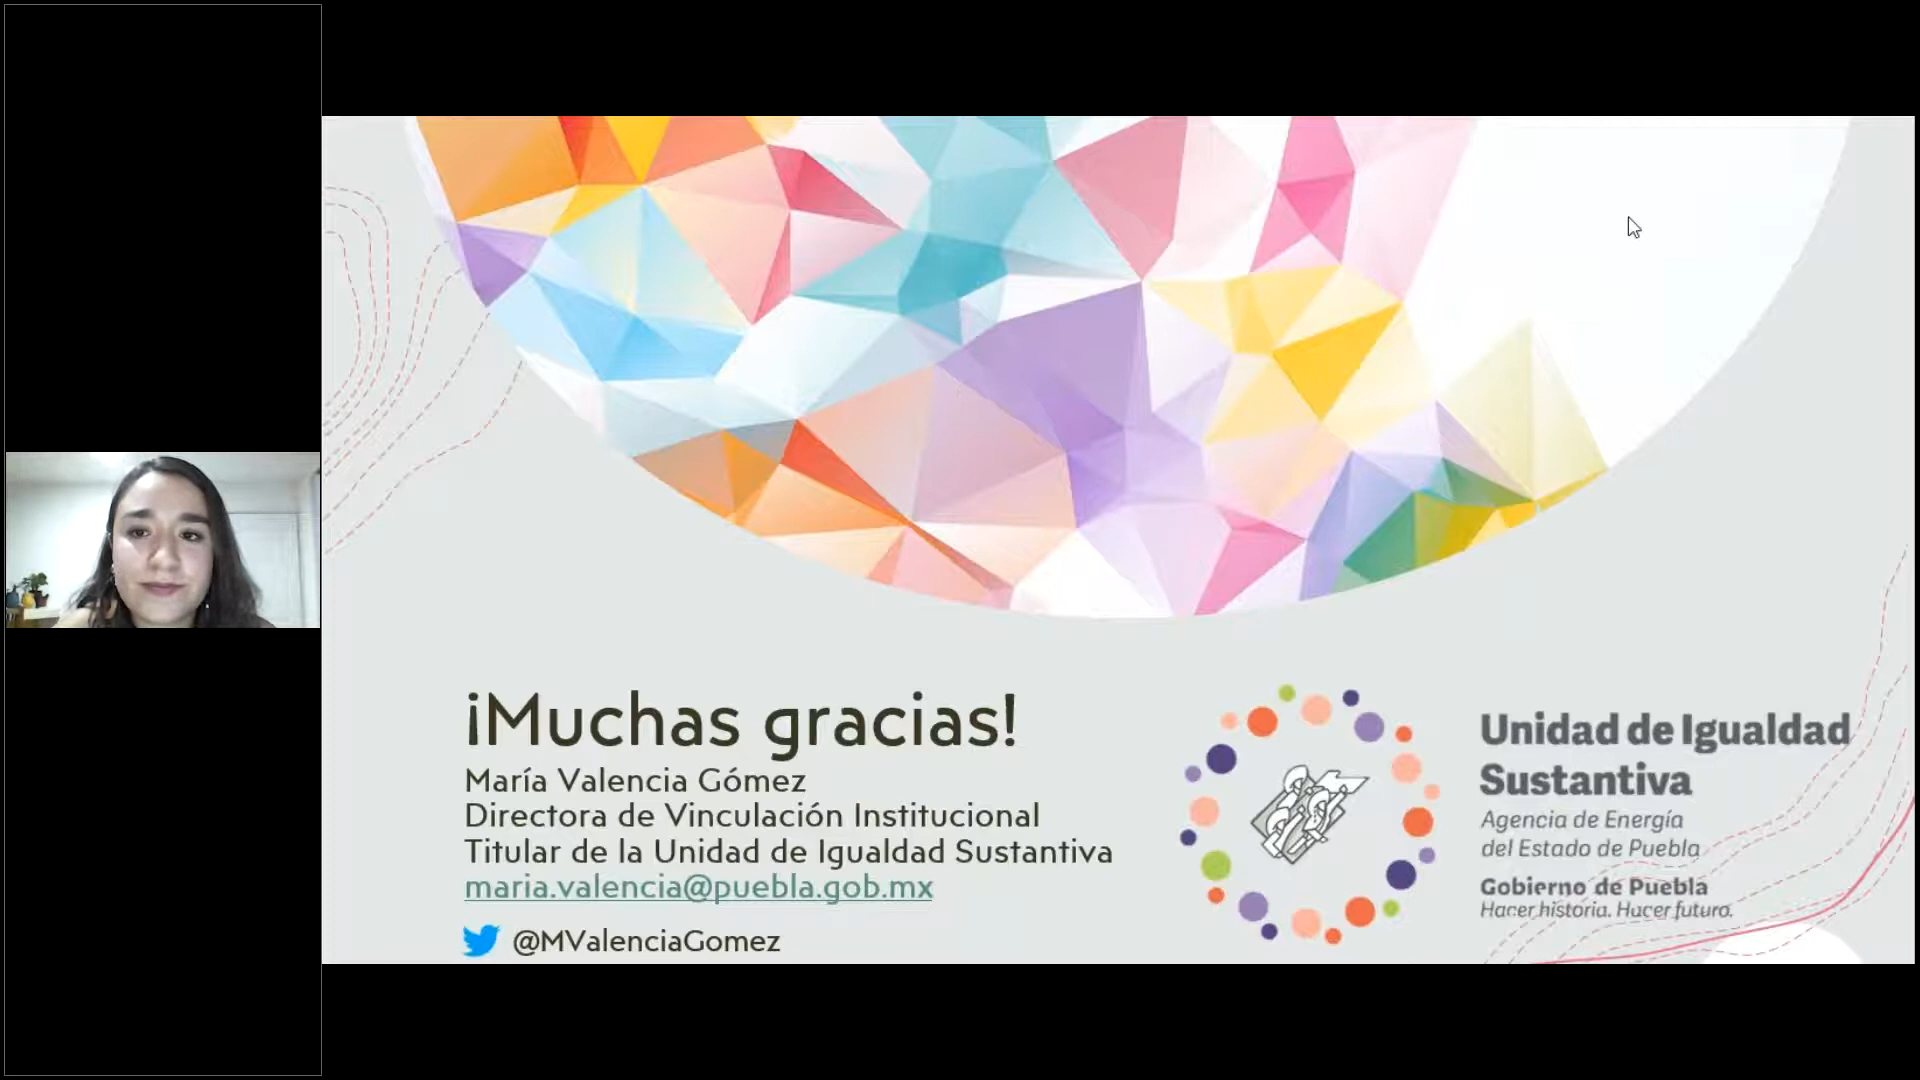 ¡Muchas gracias!
María Valencia Gómez
Directora de Vinculación Institucional
Titular de la Unidad de Igualdad Sustantiva
maria.valencia@puebla.gob.mx
@MValenciaGomez
Unidad de Igualdad
Sustantiva
Agencia de Energía
del Estado de Puebla
Gobierno de Puebla
Hacer historia. Hacer futuro.